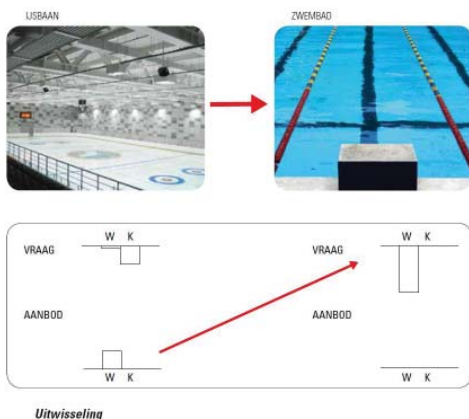 IJSBAAN ZWEMBAD
W K W K
VRAAG VRAAG
AANBOD AANBOD
W K W K
Uitwisseling